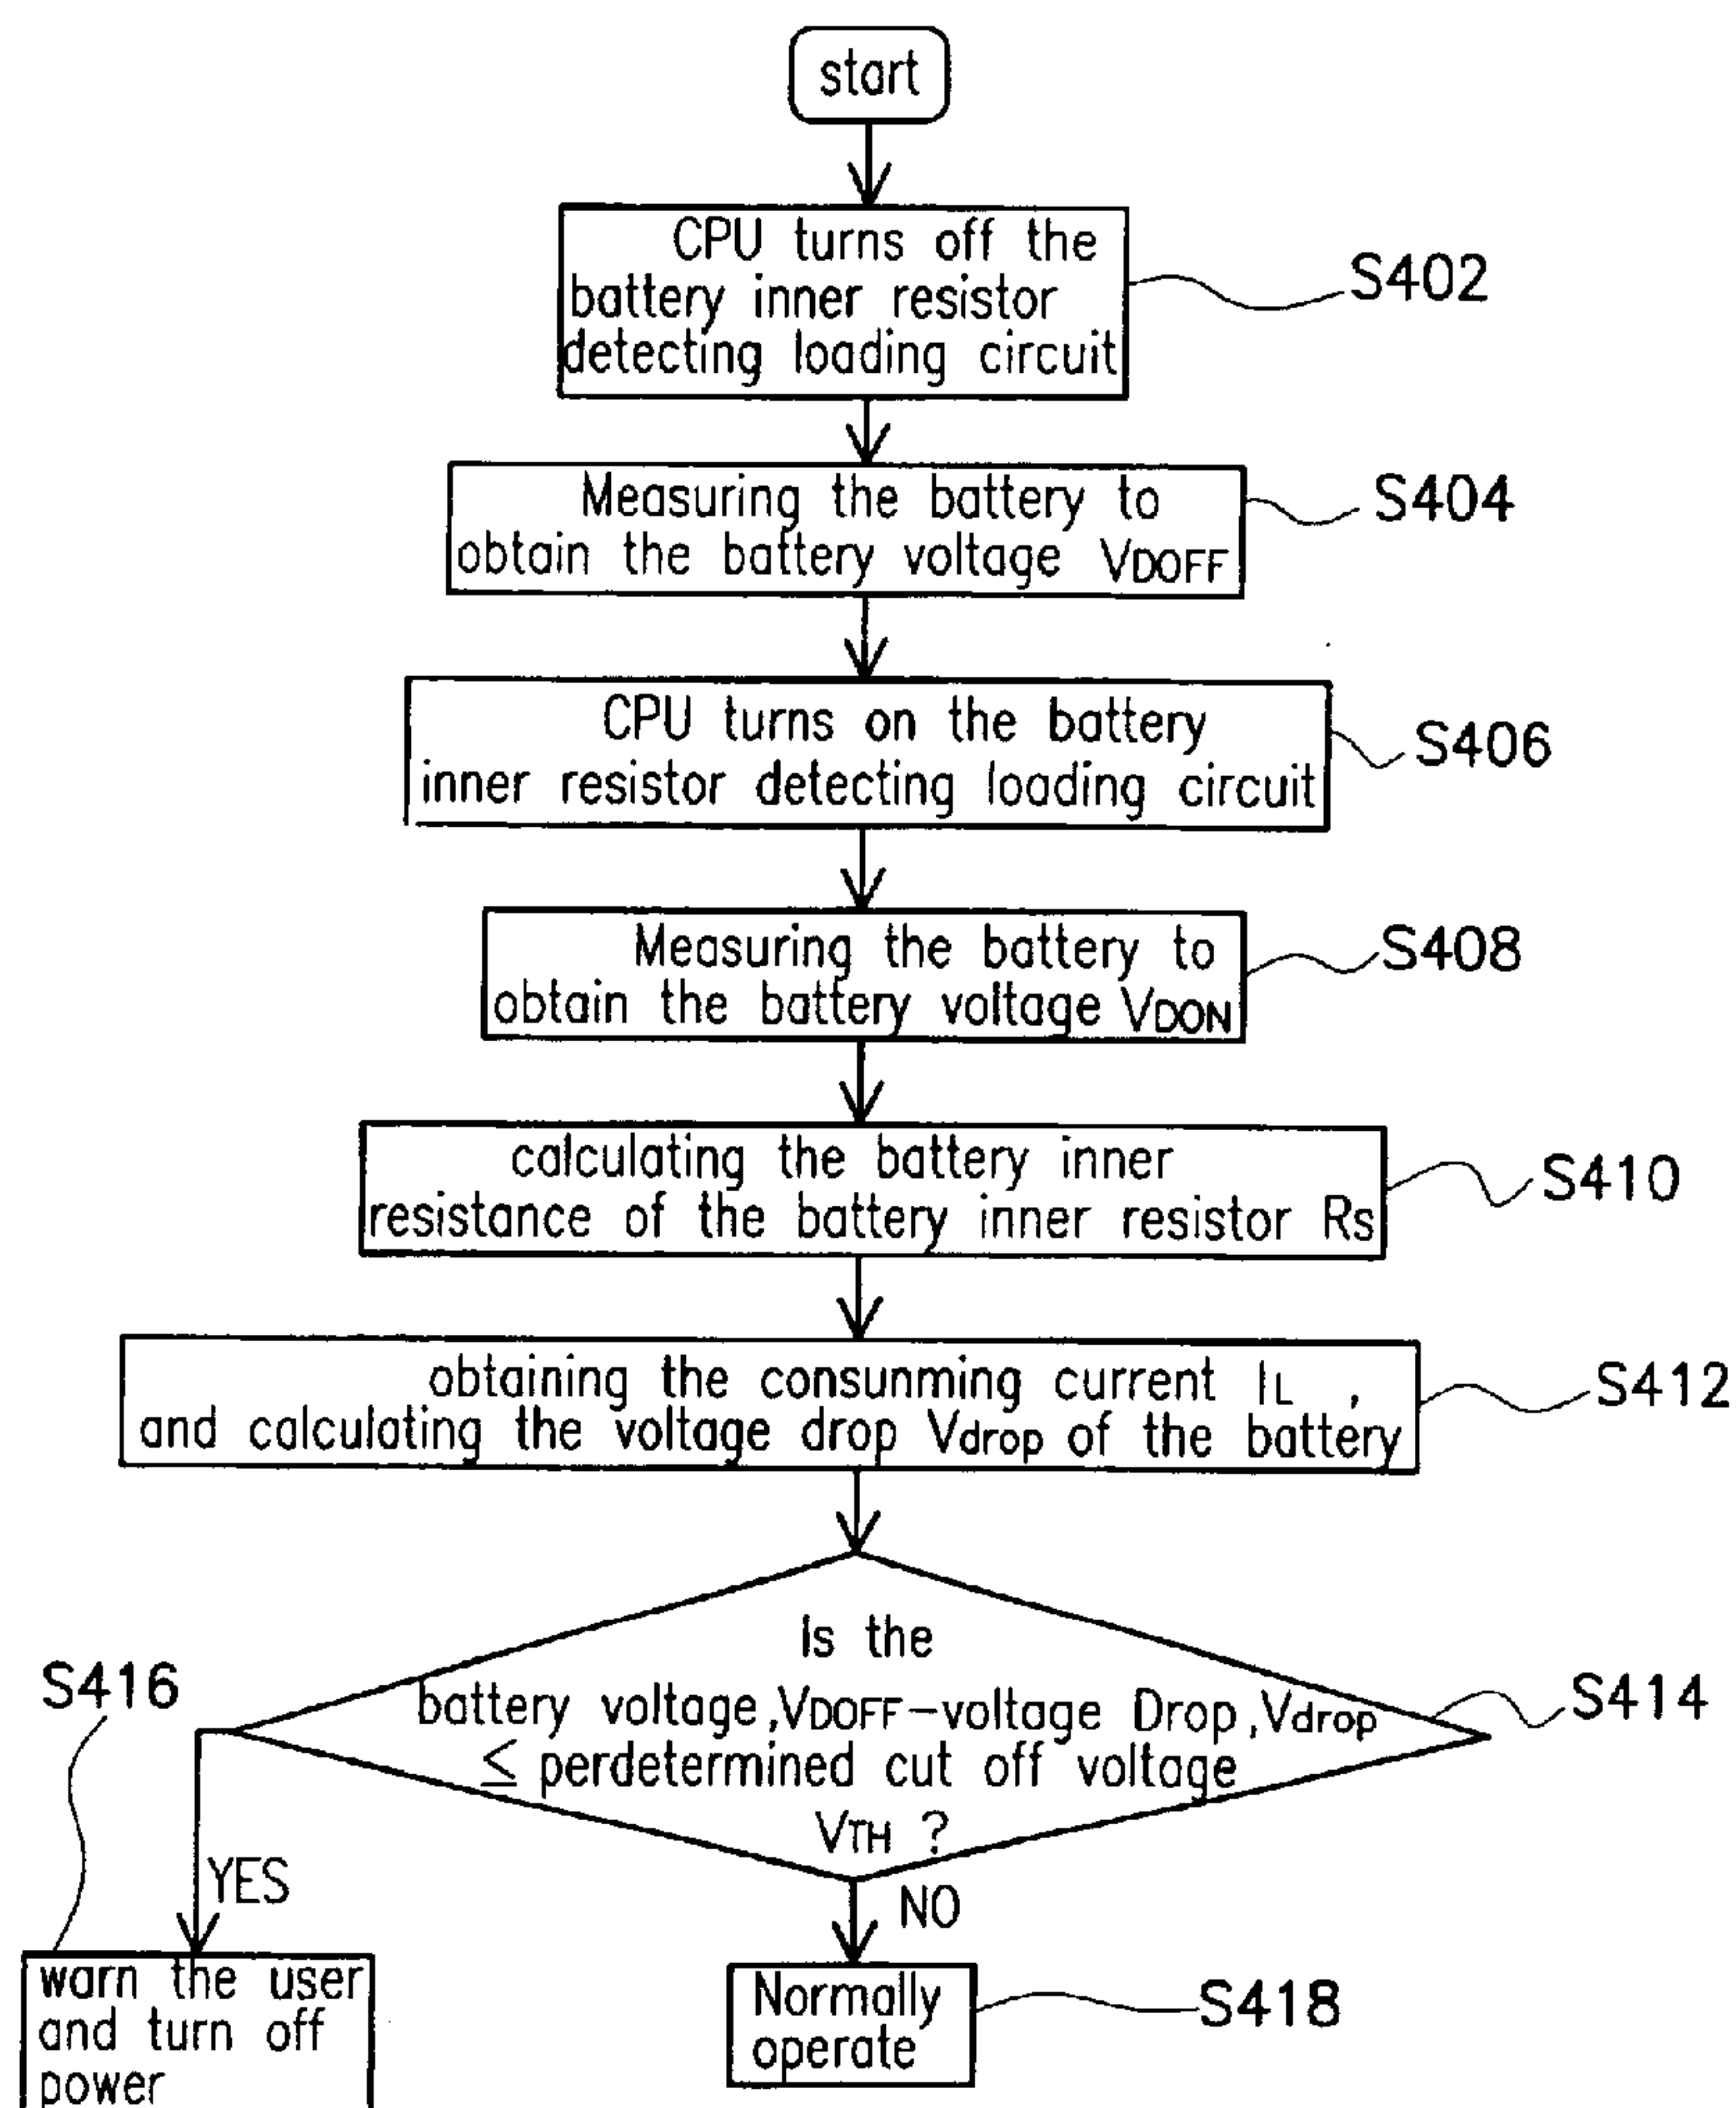 start
CPU turns off the
battery inner resistor
detecting loading circuit
S402
Measuring the battery to
obtain the battery voltage VDOFF
S404
CPU turns on the battery
inner resistor detecting loading circuit
S406
Measuring the battery to
obtain the battery voltage VDON
S408
calculating the battery inner
resistance of the battery inner resistor Rs
S410
obtaining the consunming current IL ,
and calculating the voltage drop Vdrop of the battery
S412
Is the
battery voltage,VDOFF-voltage Drop,Vdrop
≤ perdetermined cut off voltage
VTH ?
S414
S416
YES
NO
warn the user
and turn off
power
Normally
operate
S418